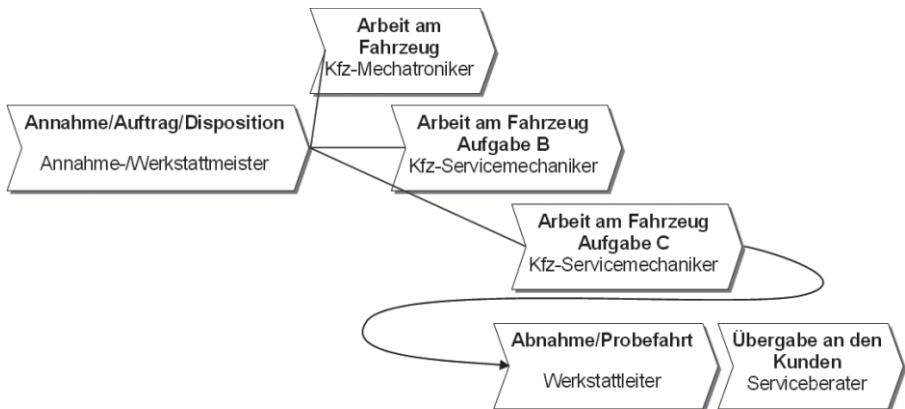 Arbeit am
Fahrzeug
Kfz-Mechatroniker
Annahme/Auftrag/Disposition
Annahme-/Werkstattmeister
Arbeit am Fahrzeug
Aufgabe B
Kfz-Servicemechaniker
Arbeit am Fahrzeug
Aufgabe C
Kfz-Servicemechaniker
Abnahme/Probefahrt
Werkstattleiter
Übergabe an den
Kunden
Serviceberater